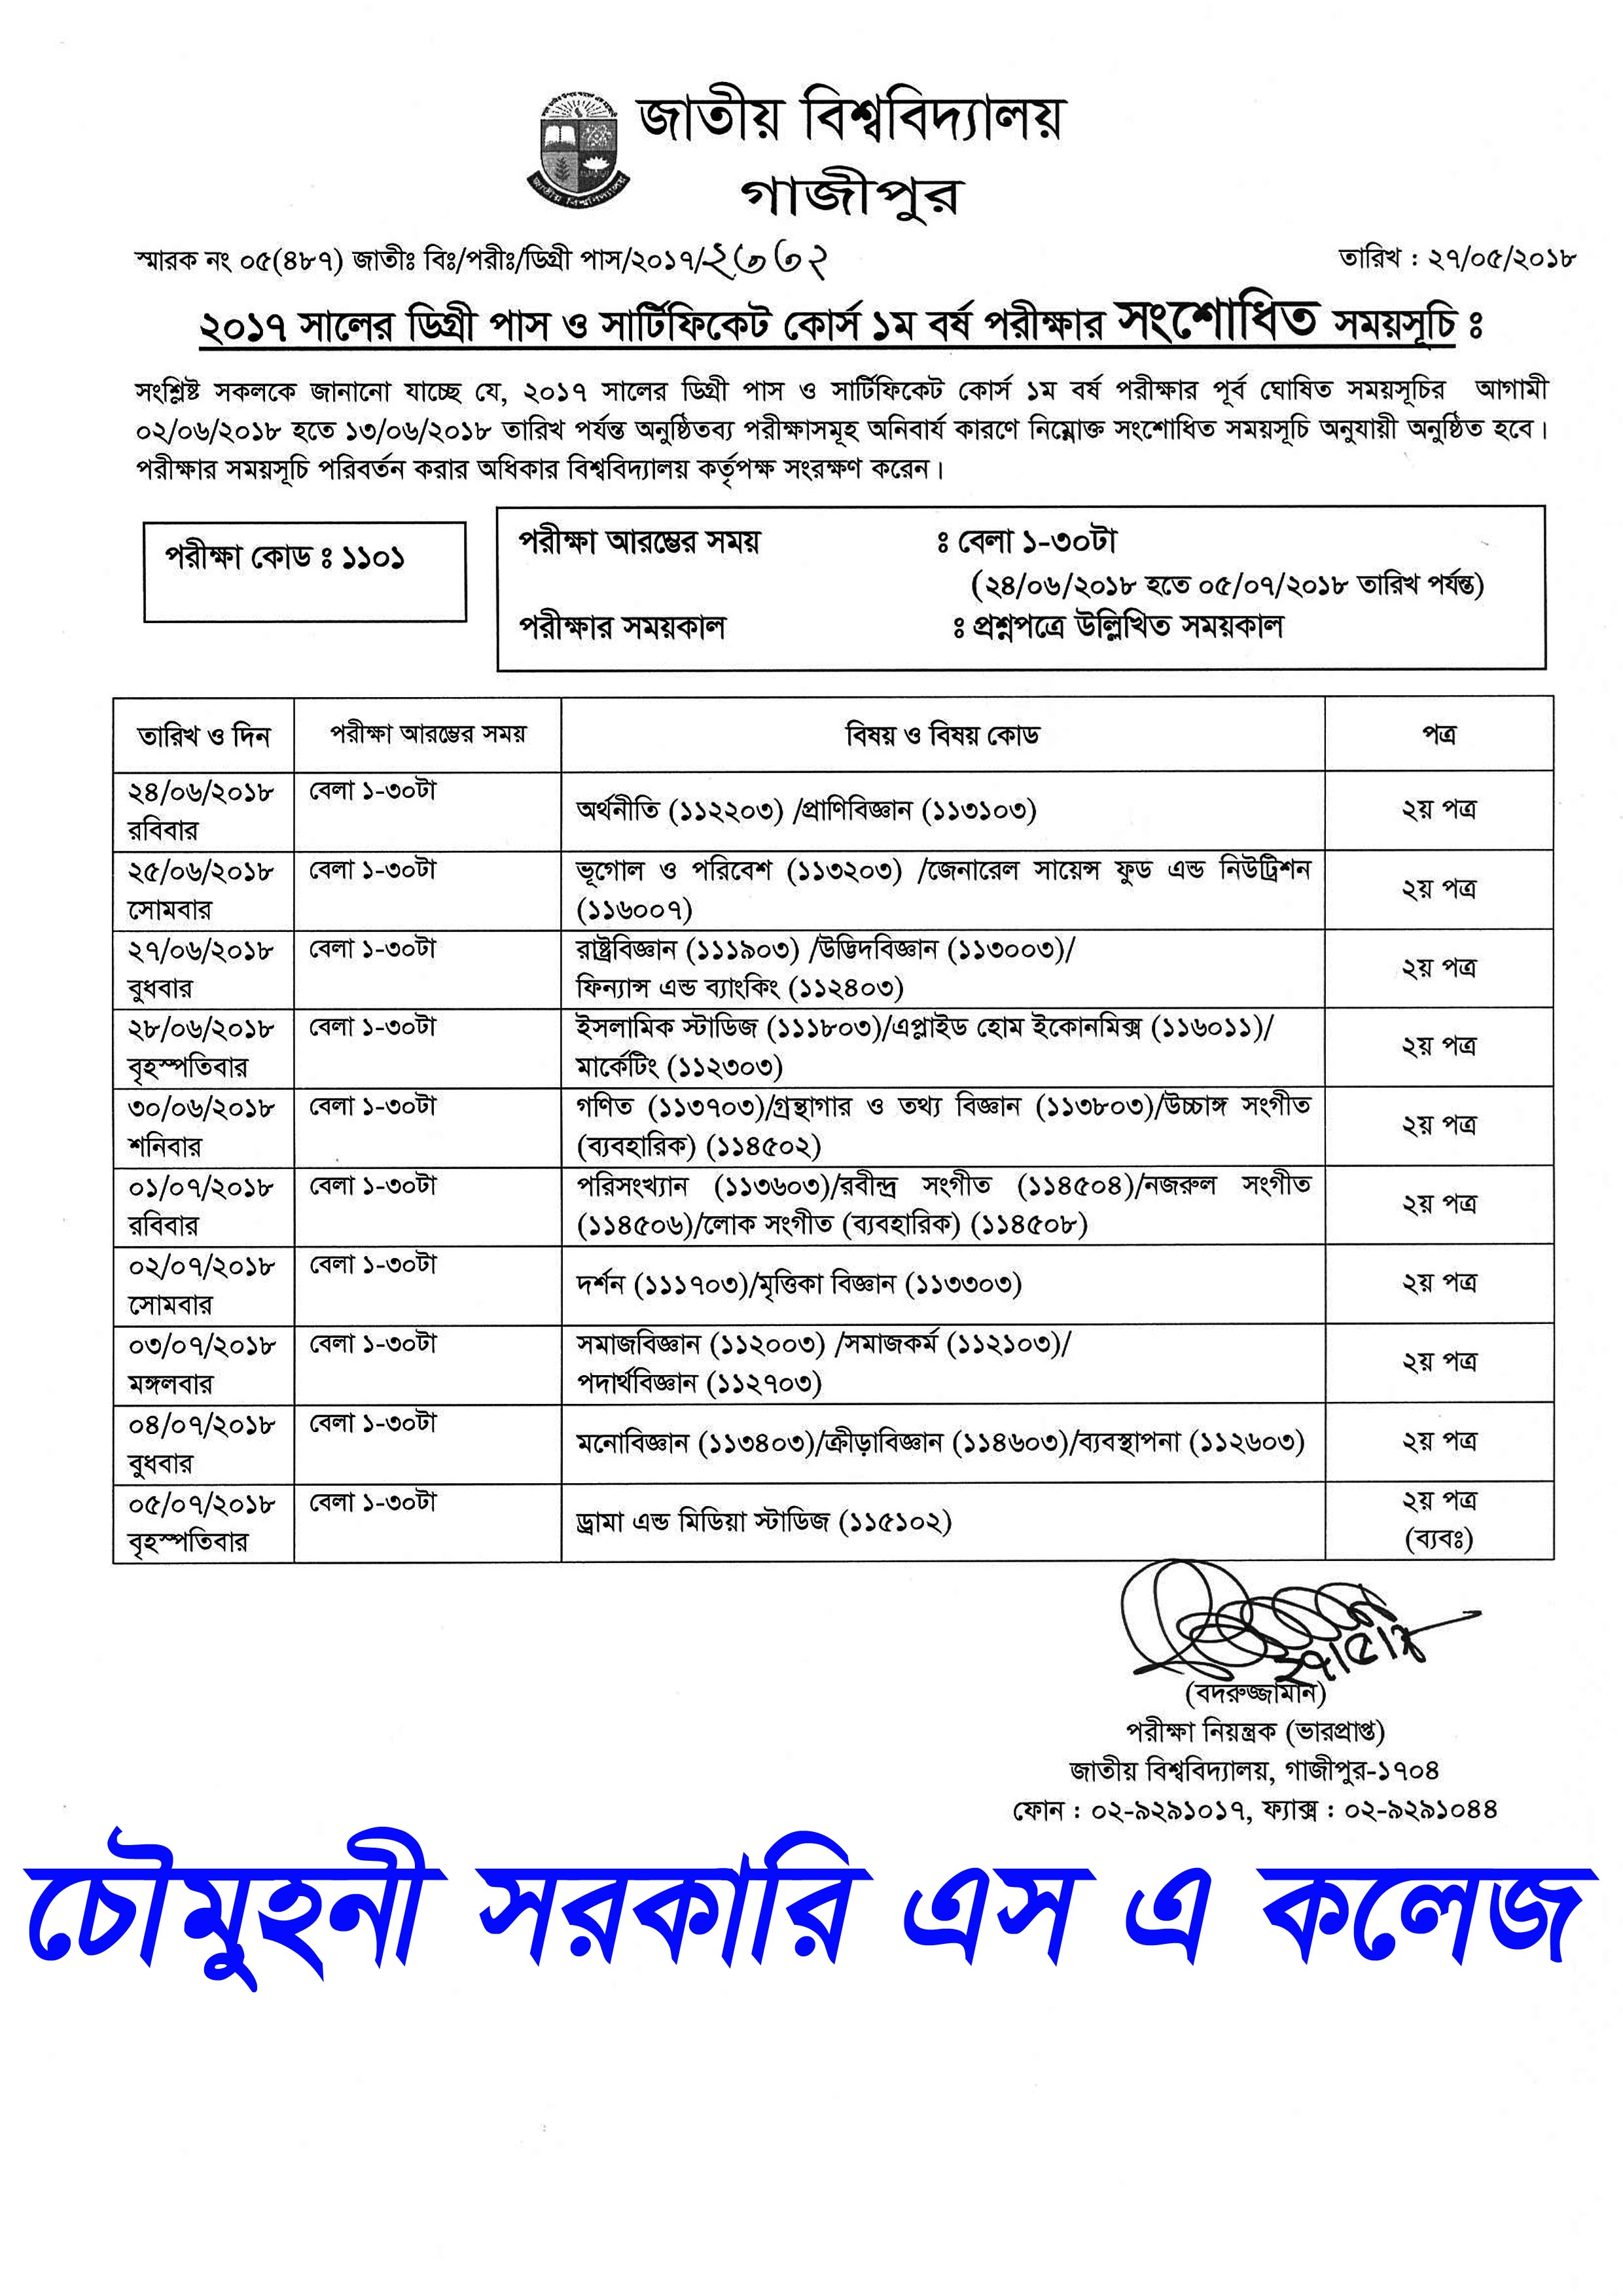 জাতীয় বিশ্ববিদ্যালয়
গাজীপুর
স্মারক নং ০৫(৪৮৭) জাতীঃ বিঃ/পরীঃ/ডিগ্রী পাস/২০১৭/২৩৩২
তারিখ : ২৭/০৫/২০১৮
২০১৭ সালের ডিগ্রী পাস ও সার্টিফিকেট কোর্স ১ম বর্ষ পরীক্ষার সংশোধিত সময়সূচি ঃ
সংশ্লিষ্ট সকলকে জানানো যাচ্ছে যে, ২০১৭ সালের ডিগ্রী পাস ও সার্টিফিকেট কোর্স ১ম বর্ষ পরীক্ষার পূর্ব ঘোষিত সময়সূচির আগামী
০২/০৬/২০১৮ হতে ১৩/০৬/২০১৮ তারিখ পর্যন্ত অনুষ্ঠিতব্য পরীক্ষাসমূহ অনিবার্য কারণে নিম্নোক্ত সংশোধিত সময়সূচি অনুযায়ী অনুষ্ঠিত হবে।
পরীক্ষার সময়সূচি পরিবর্তন করার অধিকার বিশ্ববিদ্যালয় কর্তৃপক্ষ সংরক্ষণ করেন।
পরীক্ষা কোড ঃ ১১০১
পরীক্ষা আরম্ভের সময় ঃ বেলা ১-৩০টা
(২৪/০৬/২০১৮ হতে ০৫/০৭/২০১৮ তারিখ পর্যন্ত)
পরীক্ষার সময়কাল ঃ প্রশ্নপত্রে উল্লিখিত সময়কাল
তারিখ ও দিন পরীক্ষা আরম্ভের সময় বিষয় ও বিষয় কোড পত্র
২৪/০৬/২০১৮ বেলা ১-৩০টা অর্থনীতি (১১২২০৩) /প্রাণিবিজ্ঞান (১১৩১০৩) ২য় পত্র
রবিবার
২৫/০৬/২০১৮ বেলা ১-৩০টা ভূগোল ও পরিবেশ (১১৩২০৩) /জেনারেল সায়েন্স ফুড এন্ড নিউট্রিশন ২য় পত্র
সোমবার (১১৬০০৭)
২৭/০৬/২০১৮ বেলা ১-৩০টা রাষ্ট্রবিজ্ঞান (১১১৯০৩) /উদ্ভিদবিজ্ঞান (১১৩০০৩)/ ২য় পত্র
বুধবার ফিন্যান্স এন্ড ব্যাংকিং (১১২৪০৩)
২৮/০৬/২০১৮ বেলা ১-৩০টা ইসলামিক স্টাডিজ (১১১৮০৩)/এপ্লাইড হোম ইকোনমিক্স (১১৬০১১)/ ২য় পত্র
বৃহস্পতিবার মার্কেটিং (১১২৩০৩)
৩০/০৬/২০১৮ বেলা ১-৩০টা গণিত (১১৩৭০৩)/গ্রন্থাগার ও তথ্য বিজ্ঞান (১১৩৮০৩)/উচ্চাঙ্গ সংগীত ২য় পত্র
শনিবার (ব্যবহারিক) (১১৪৫০২)
০১/০৭/২০১৮ বেলা ১-৩০টা পরিসংখ্যান (১১৩৬০৩)/রবীন্দ্র সংগীত (১১৪৫০৪)/নজরুল সংগীত ২য় পত্র
রবিবার (১১৪৫০৬)/লোক সংগীত (ব্যবহারিক) (১১৪৫০৮)
০২/০৭/২০১৮ বেলা ১-৩০টা দর্শন (১১১৭০৩)/মৃত্তিকা বিজ্ঞান (১১৩৩০৩) ২য় পত্র
সোমবার
০৩/০৭/২০১৮ বেলা ১-৩০টা সমাজবিজ্ঞান (১১২০০৩) /সমাজকর্ম (১১২১০৩)/ ২য় পত্র
মঙ্গলবার পদার্থবিজ্ঞান (১১২৭০৩)
০৪/০৭/২০১৮ বেলা ১-৩০টা মনোবিজ্ঞান (১১৩৪০৩)/ক্রীড়াবিজ্ঞান (১১৪৬০৩)/ব্যবস্থাপনা (১১২৬০৩) ২য় পত্র
বুধবার
০৫/০৭/২০১৮ বেলা ১-৩০টা ড্রামা এন্ড মিডিয়া স্টাডিজ (১১৫১০২) ২য় পত্র
বৃহস্পতিবার (ব্যবঃ)
(বদরুজ্জামান)
পরীক্ষা নিয়ন্ত্রক (ভারপ্রাপ্ত)
জাতীয় বিশ্ববিদ্যালয়, গাজীপুর-১৭০৪
ফোন : ০২-৯২৯১০১৭, ফ্যাক্স : ০২-৯২৯১০৪৪
চৌমুহনী সরকারি এস এ কলেজ